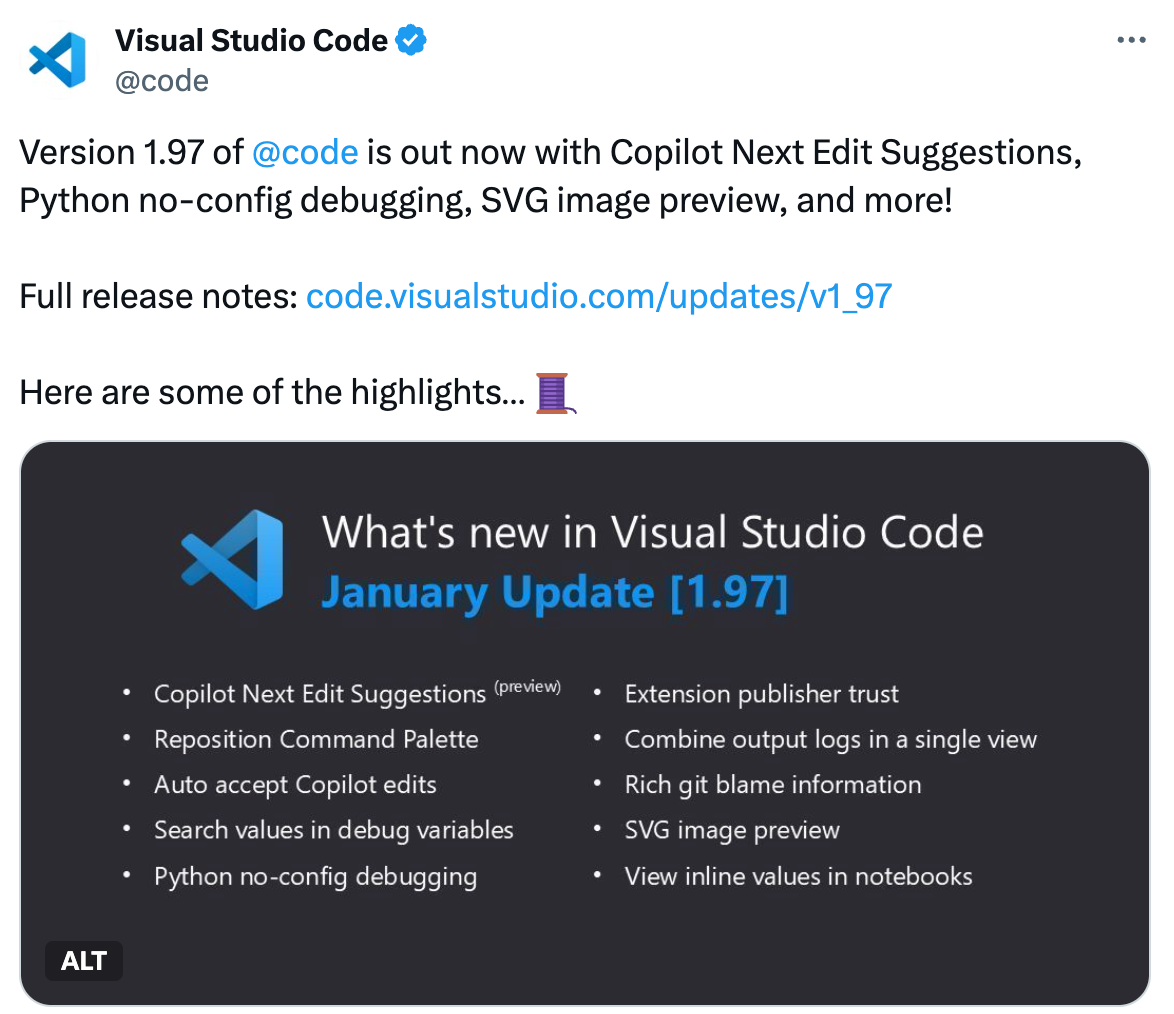 Visual Studio Code
@code
Version 1.97 of @code is out now with Copilot Next Edit Suggestions,
Python no-config debugging, SVG image preview, and more!
Full release notes: code.visualstudio.com/updates/v1_97
Here are some of the highlights... 🧵
What's new in Visual Studio Code
January Update [1.97]
• Copilot Next Edit Suggestions (preview)
• Reposition Command Palette
• Auto accept Copilot edits
• Search values in debug variables
• Python no-config debugging
• Extension publisher trust
• Combine output logs in a single view
• Rich git blame information
• SVG image preview
• View inline values in notebooks
ALT